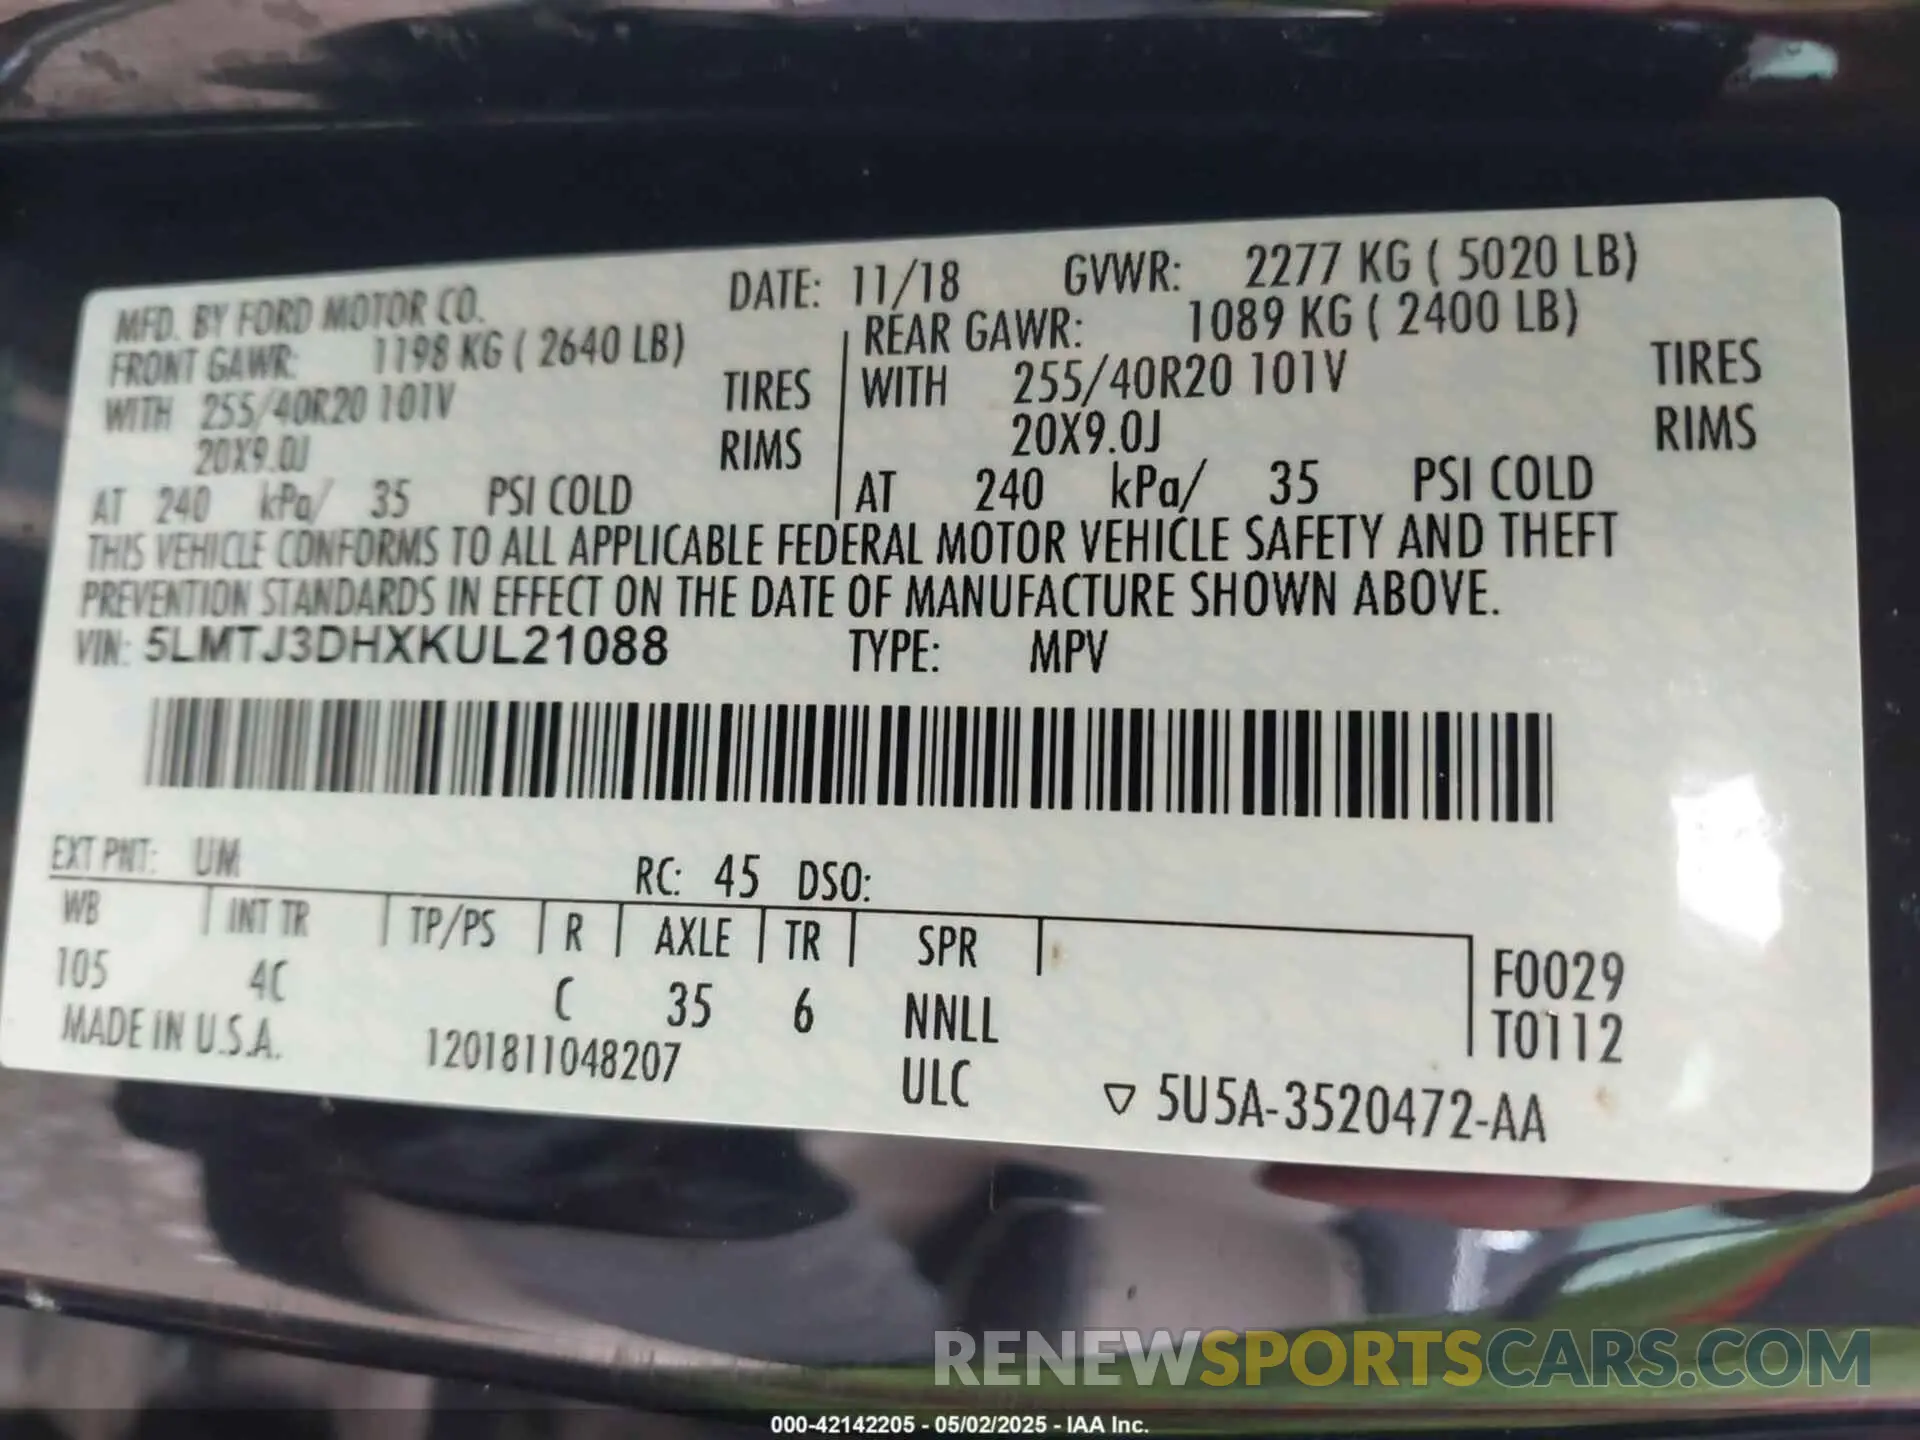 MFD. BY FORD MOTOR CO. DATE: 11/18 GVWR: 2277 KG ( 5020 LB)
FRONT GAWR: 1198 KG ( 2640 LB) REAR GAWR: 1089 KG ( 2400 LB)
WITH 255/40R20 101V TIRES WITH 255/40R20 101V TIRES
20X9.0J RIMS 20X9.0J RIMS
AT 240 kPa/ 35 PSI COLD AT 240 kPa/ 35 PSI COLD
THIS VEHICLE CONFORMS TO ALL APPLICABLE FEDERAL MOTOR VEHICLE SAFETY AND THEFT
PREVENTION STANDARDS IN EFFECT ON THE DATE OF MANUFACTURE SHOWN ABOVE.
VIN: 5LMTJ3DHXKUL21088 TYPE: MPV
EXT PNT: UM RC: 45 DSO:
WB INT TR TP/PS R AXLE TR SPR F0029
105 4C C 35 6 NNLL T0112
MADE IN U.S.A. 1201811048207 ULC ▽ 5U5A-3520472-AA
RENEWSPORTSCARS.COM
000-42142205 - 05/02/2025 - IAA Inc.